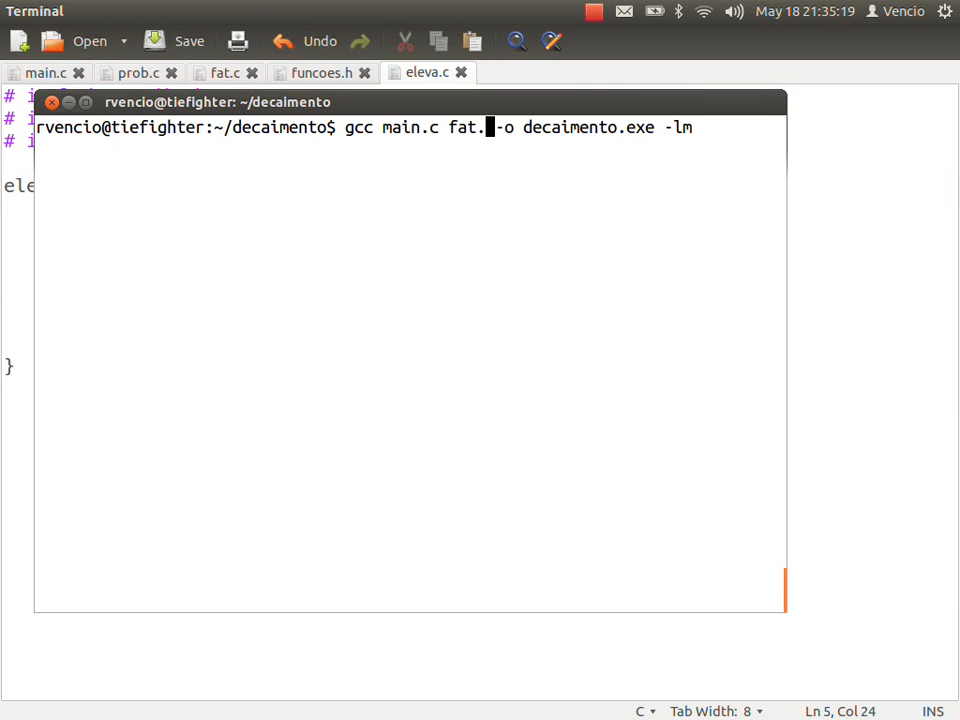 Terminal
May 18 21:35:19 Vencio
Open Save Undo
main.c prob.c fat.c funcoes.h eleva.c
# i
# i
# i
rvencio@tiefighter: ~/decaimento
rvencio@tiefighter:~/decaimento$ gcc main.c fat. -o decaimento.exe -lm
ele
}
C Tab Width: 8 Ln 5, Col 24 INS